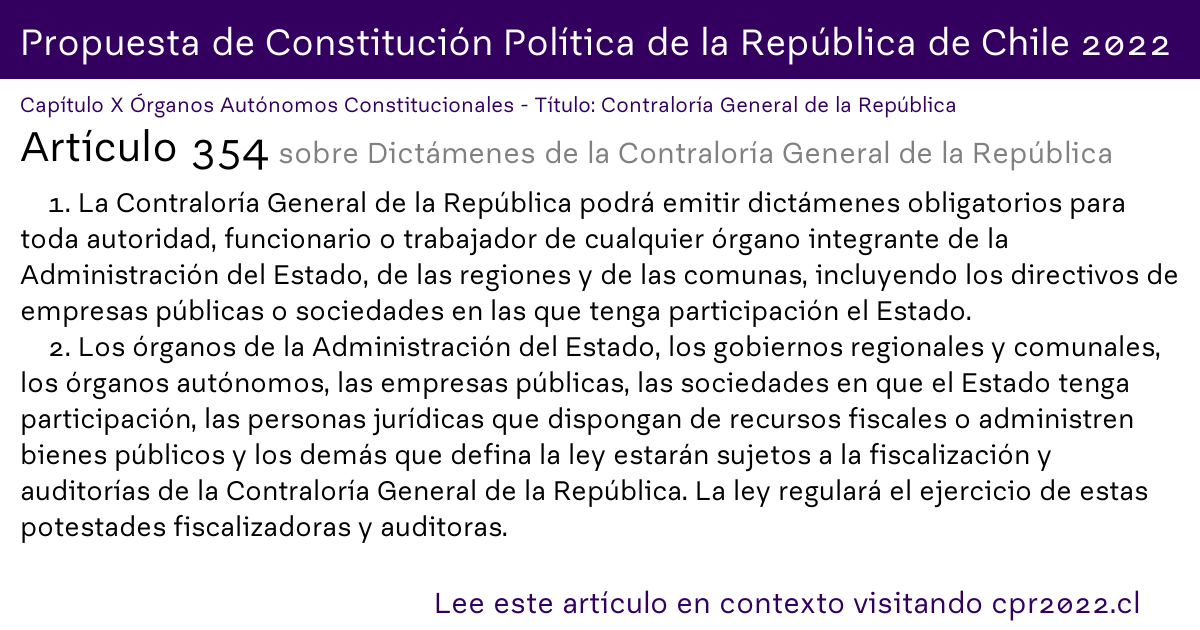 Propuesta de Constitución Política de la República de Chile 2022
Capítulo X Órganos Autónomos Constitucionales - Título: Contraloría General de la República
Artículo 354 sobre Dictámenes de la Contraloría General de la República
1. La Contraloría General de la República podrá emitir dictámenes obligatorios para
toda autoridad, funcionario o trabajador de cualquier órgano integrante de la
Administración del Estado, de las regiones y de las comunas, incluyendo los directivos de
empresas públicas o sociedades en las que tenga participación el Estado.
2. Los órganos de la Administración del Estado, los gobiernos regionales y comunales,
los órganos autónomos, las empresas públicas, las sociedades en que el Estado tenga
participación, las personas jurídicas que dispongan de recursos fiscales o administren
bienes públicos y los demás que defina la ley estarán sujetos a la fiscalización y
auditorías de la Contraloría General de la República. La ley regulará el ejercicio de estas
potestades fiscalizadoras y auditoras.
Lee este artículo en contexto visitando cpr2022.cl